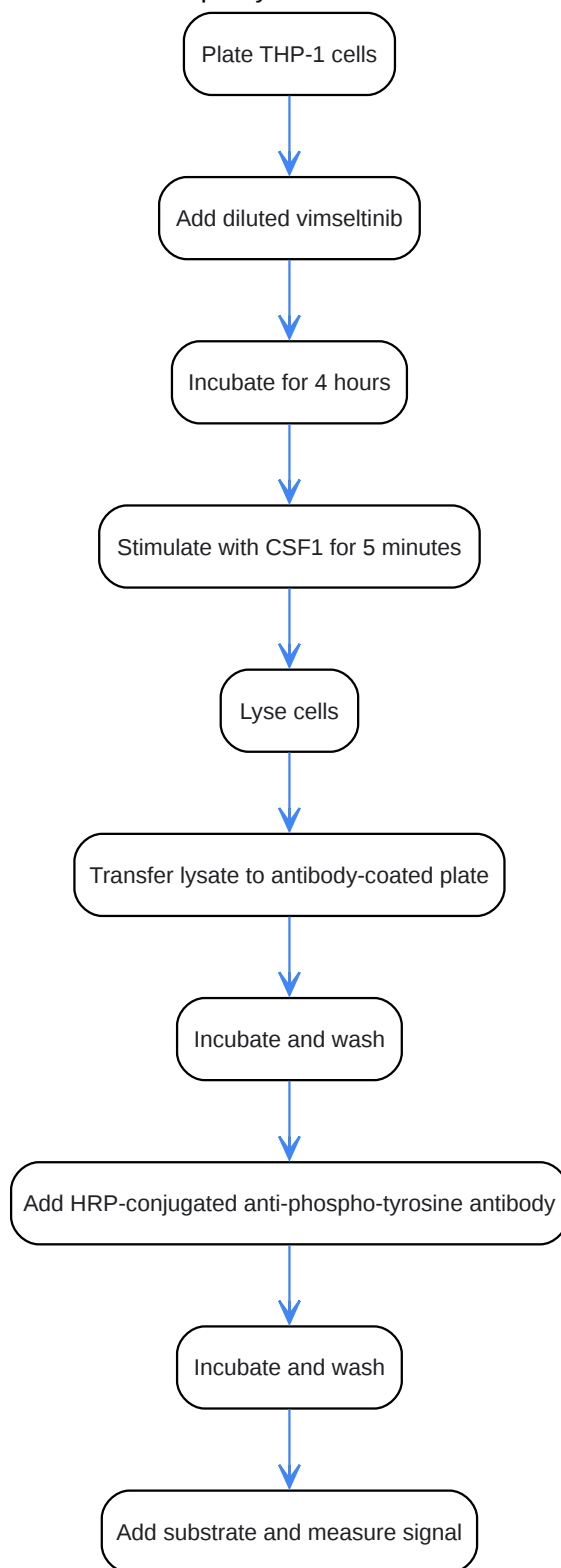 Plate THP-1 cells
Add diluted vimseltinib
Incubate for 4 hours
Stimulate with CSF1 for 5 minutes
Lyse cells
Transfer lysate to antibody-coated plate
Incubate and wash
Add HRP-conjugated anti-phospho-tyrosine antibody
Incubate and wash
Add substrate and measure signal